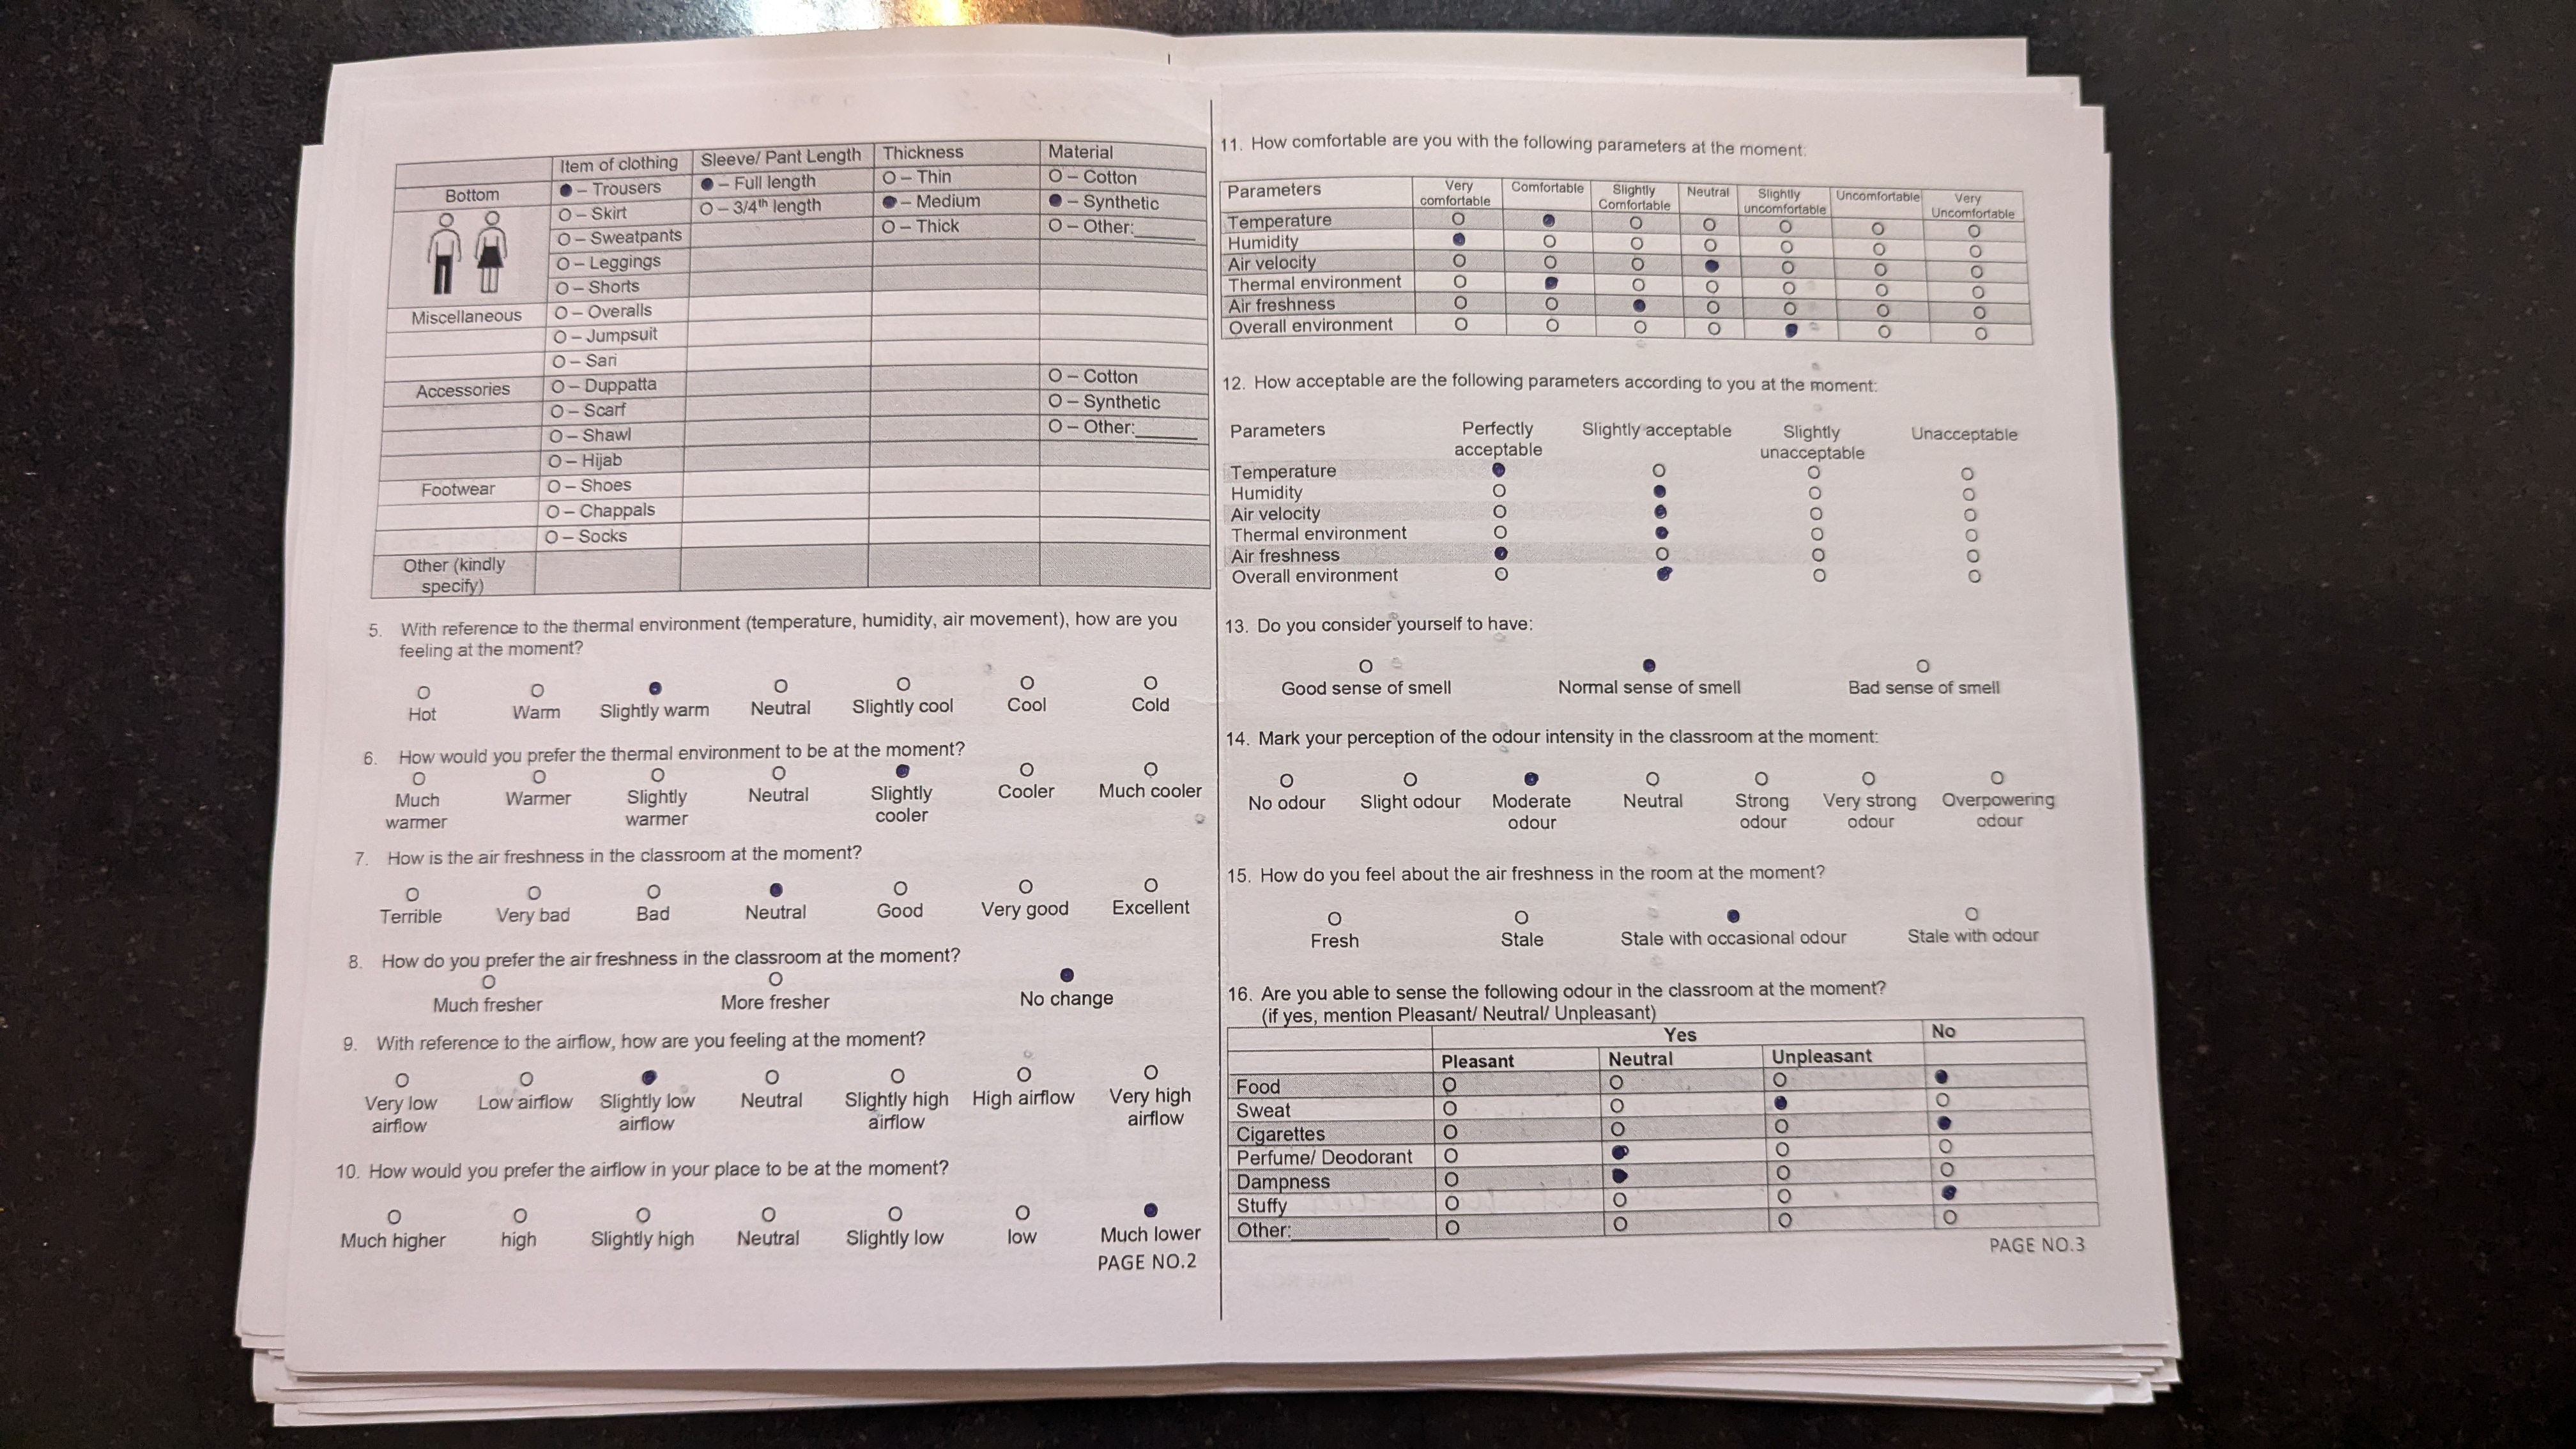 Item of clothing Sleeve/ Pant Length Thickness Material
Bottom ● – Trousers ● – Full length O – Thin O – Cotton
O – Skirt O – 3/4th length ● – Medium ● – Synthetic
O – Sweatpants O – Thick O – Other:______
O – Leggings
O – Shorts
Miscellaneous O – Overalls
O – Jumpsuit
O – Sari
Accessories O – Duppatta O – Cotton
O – Scarf O – Synthetic
O – Shawl O – Other:______
O – Hijab
Footwear O – Shoes
O – Chappals
O – Socks
Other (kindly
specify)
5. With reference to the thermal environment (temperature, humidity, air movement), how are you
feeling at the moment?
O O ● O O O O
Hot Warm Slightly warm Neutral Slightly cool Cool Cold
6. How would you prefer the thermal environment to be at the moment?
O O O O ● O O
Much Warmer Slightly Neutral Slightly Cooler Much cooler
warmer warmer cooler
7. How is the air freshness in the classroom at the moment?
O O O ● O O O
Terrible Very bad Bad Neutral Good Very good Excellent
8. How do you prefer the air freshness in the classroom at the moment?
O O ●
Much fresher More fresher No change
9. With reference to the airflow, how are you feeling at the moment?
O O ● O O O O
Very low Low airflow Slightly low Neutral Slightly high High airflow Very high
airflow airflow airflow airflow
10. How would you prefer the airflow in your place to be at the moment?
O O O O O O ●
Much higher high Slightly high Neutral Slightly low low Much lower
PAGE NO.2
11. How comfortable are you with the following parameters at the moment:
Parameters Very Comfortable Slightly Neutral Slightly Uncomfortable Very
comfortable Comfortable uncomfortable Uncomfortable
Temperature O ● O O O O O
Humidity ● O O O O O O
Air velocity O O O ● O O O
Thermal environment O ● O O O O O
Air freshness O O ● O O O O
Overall environment O O O O ● O O
12. How acceptable are the following parameters according to you at the moment:
Parameters Perfectly Slightly acceptable Slightly Unacceptable
acceptable unacceptable
Temperature ● O O O
Humidity O ● O O
Air velocity O ● O O
Thermal environment O ● O O
Air freshness ● O O O
Overall environment O ● O O
13. Do you consider yourself to have:
O ● O
Good sense of smell Normal sense of smell Bad sense of smell
14. Mark your perception of the odour intensity in the classroom at the moment:
O O ● O O O O
No odour Slight odour Moderate Neutral Strong Very strong Overpowering
odour odour odour odour
15. How do you feel about the air freshness in the room at the moment?
O O ● O
Fresh Stale Stale with occasional odour Stale with odour
16. Are you able to sense the following odour in the classroom at the moment?
(if yes, mention Pleasant/ Neutral/ Unpleasant)
Yes No
Pleasant Neutral Unpleasant
Food O O O ●
Sweat O O ● O
Cigarettes O O O ●
Perfume/ Deodorant O ● O O
Dampness O ● O O
Stuffy O O O ●
Other:__________ O O O O
PAGE NO.3